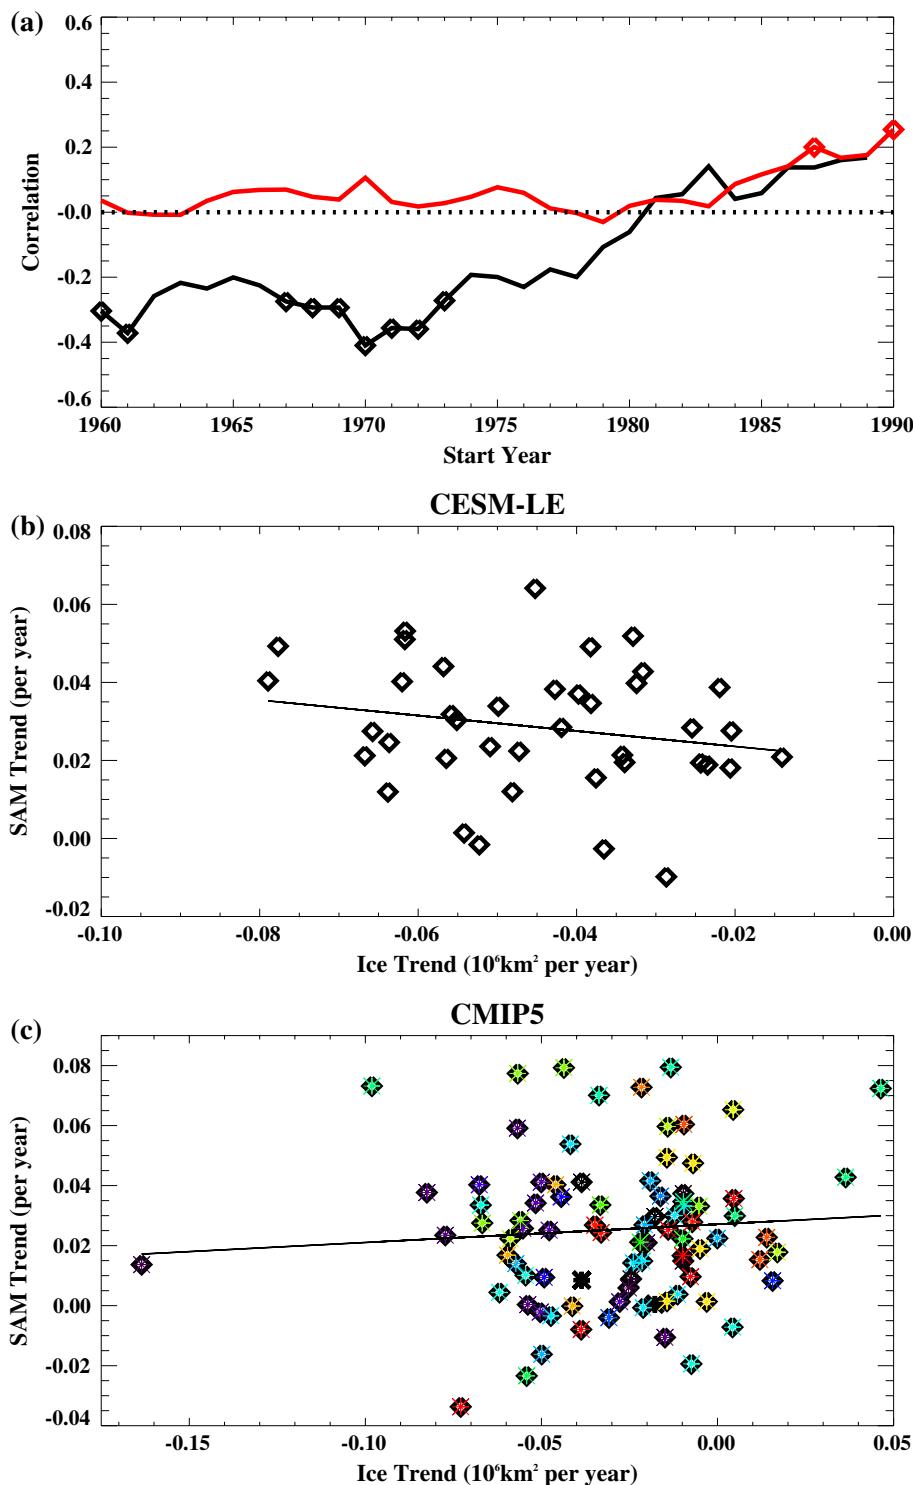 (a)
0.6
0.4
0.2
-0.0
-0.2
-0.4
-0.6
Correlation
1960 1965 1970 1975 1980 1985 1990
Start Year
CESM-LE
(b)
0.08
0.06
0.04
0.02
0.00
-0.02
SAM Trend (per year)
-0.10 -0.08 -0.06 -0.04 -0.02 0.00
Ice Trend (10⁶km² per year)
CMIP5
(c)
0.08
0.06
0.04
0.02
0.00
-0.02
-0.04
SAM Trend (per year)
-0.15 -0.10 -0.05 0.00 0.05
Ice Trend (10⁶km² per year)